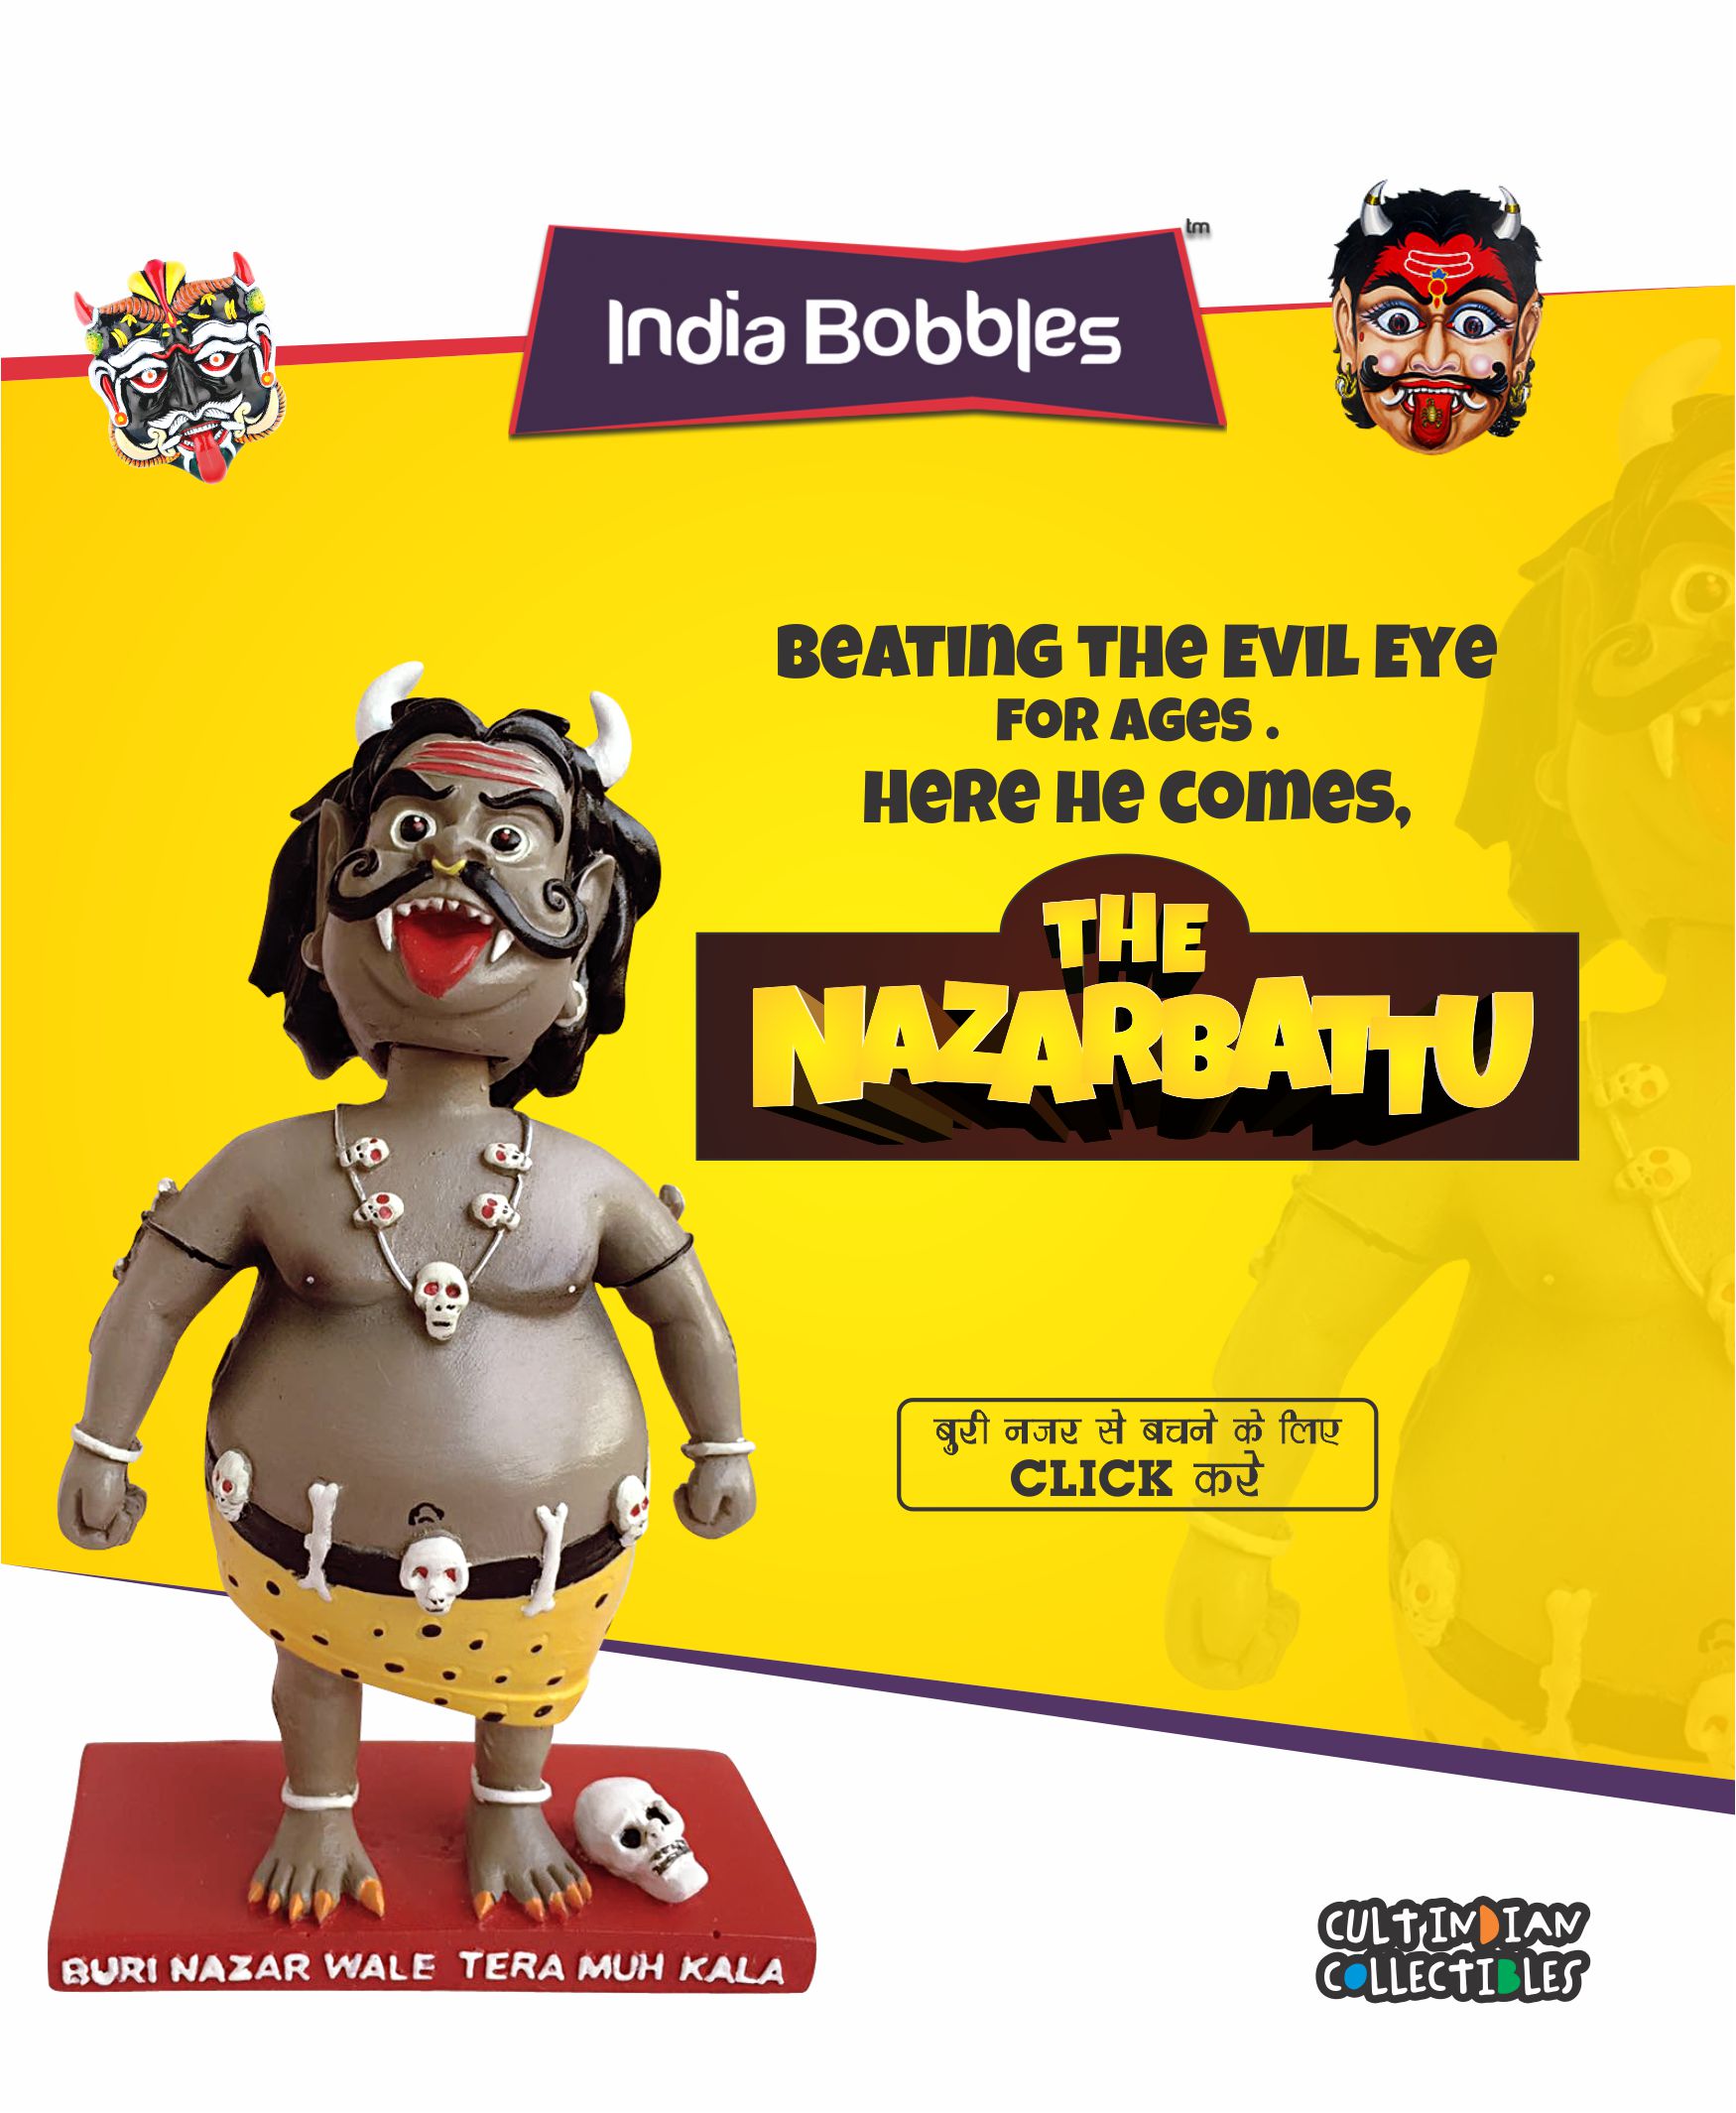 India Bobbles tm
BEATING THE EVIL EYE
FOR AGES .
HERE HE COMES,
THE
NAZARBATTU
बुरी नजर से बचने के लिए
CLICK करे
BURI NAZAR WALE TERA MUH KALA
CULT INDIAN
COLLECTIBLES